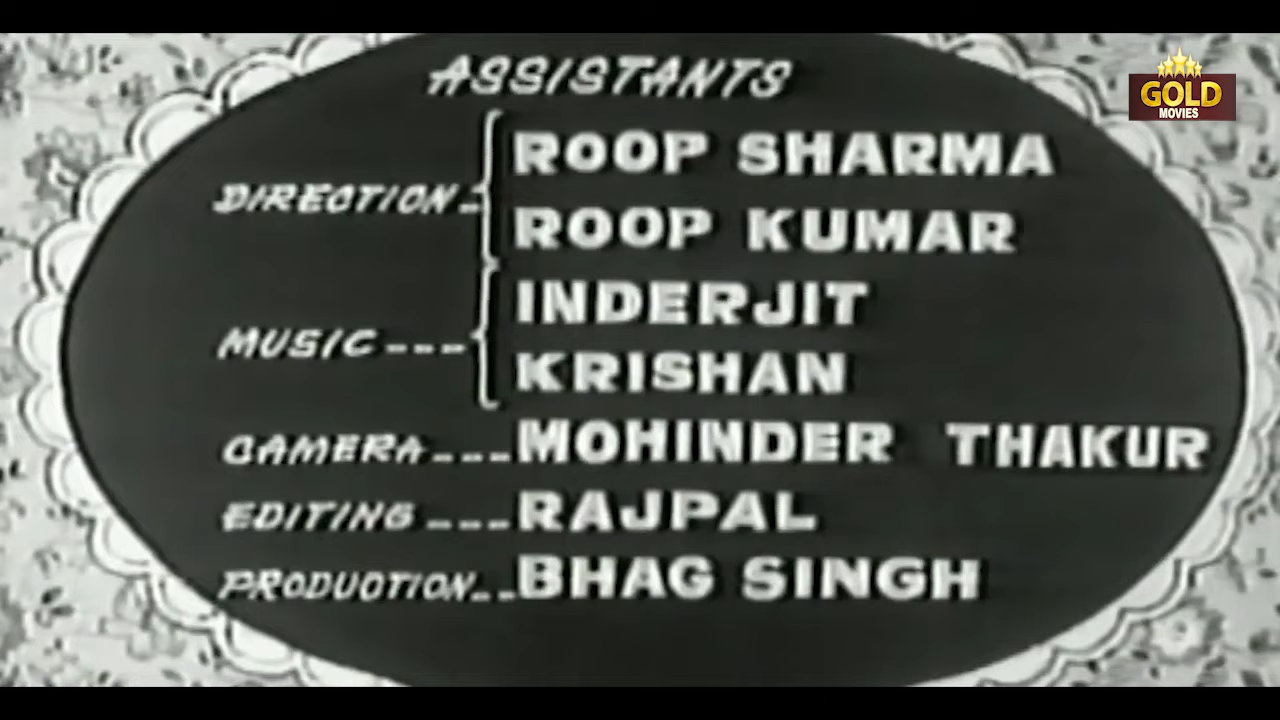 ASSISTANTS
GOLD
MOVIES
DIRECTION - ROOP SHARMA
ROOP KUMAR
MUSIC --- INDERJIT
KRISHAN
CAMERA --- MOHINDER THAKUR
EDITING --- RAJPAL
PRODUCTION -- BHAG SINGH